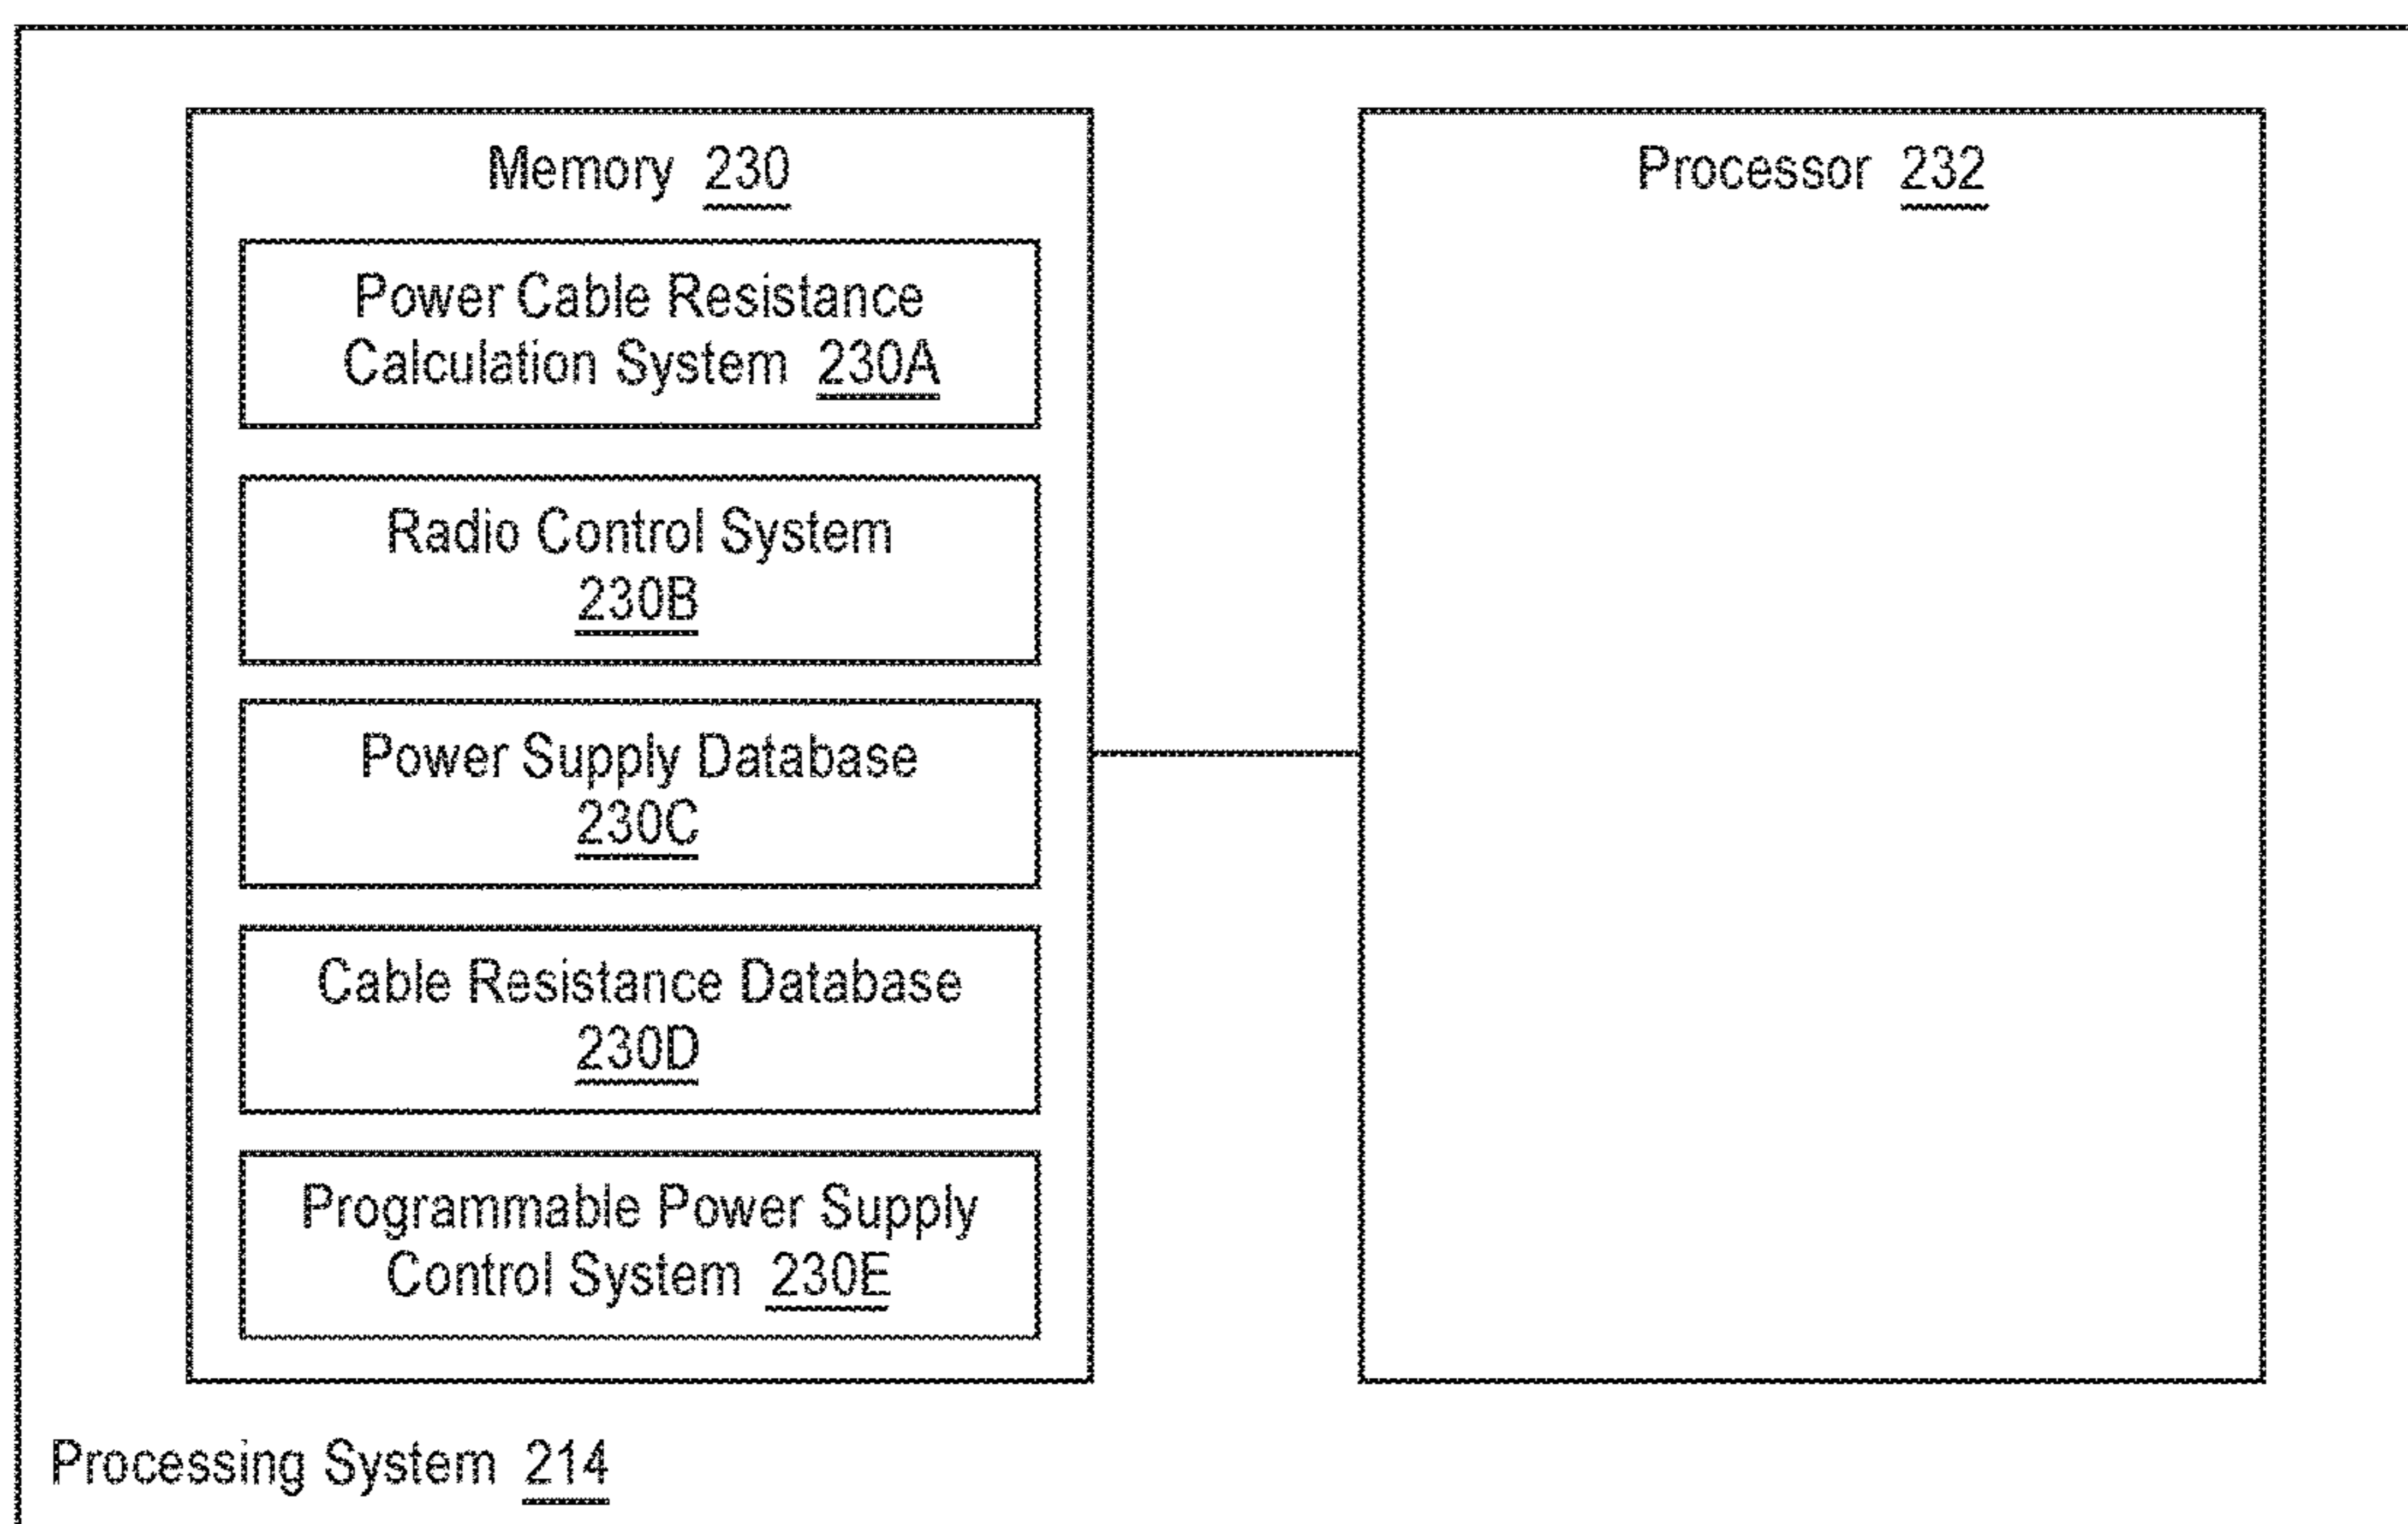 Memory 230
Power Cable Resistance
Calculation System 230A
Radio Control System
230B
Power Supply Database
230C
Cable Resistance Database
230D
Programmable Power Supply
Control System 230E
Processor 232
Processing System 214